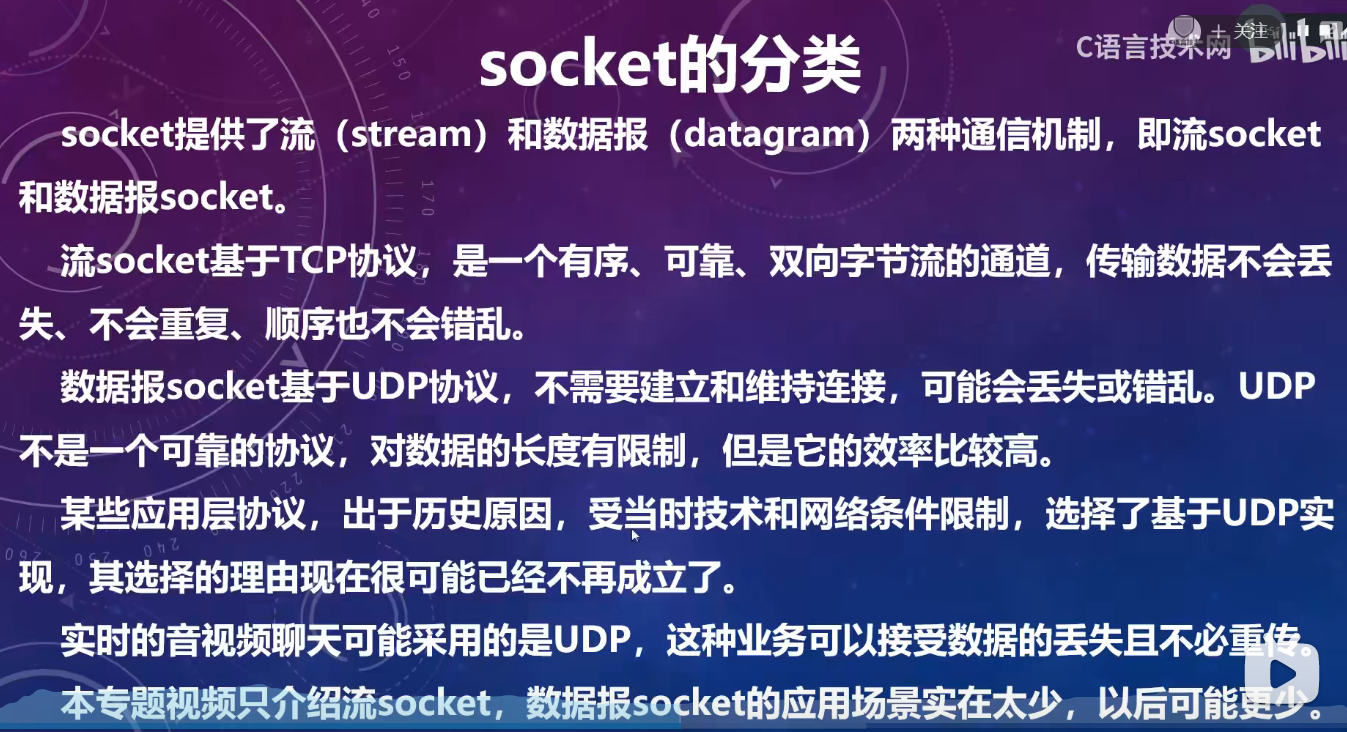 socket的分类
C语言技术网
关注
bilibili
socket提供了流（stream）和数据报（datagram）两种通信机制，即流socket
和数据报socket。
流socket基于TCP协议，是一个有序、可靠、双向字节流的通道，传输数据不会丢
失、不会重复、顺序也不会错乱。
数据报socket基于UDP协议，不需要建立和维持连接，可能会丢失或错乱。UDP
不是一个可靠的协议，对数据的长度有限制，但是它的效率比较高。
某些应用层协议，出于历史原因，受当时技术和网络条件限制，选择了基于UDP实
现，其选择的理由现在很可能已经不再成立了。
实时的音视频聊天可能采用的是UDP，这种业务可以接受数据的丢失且不必重传。
本专题视频只介绍流socket，数据报socket的应用场景实在太少，以后可能更少。
140
150
170
180
190
200
210
220
240
250
260